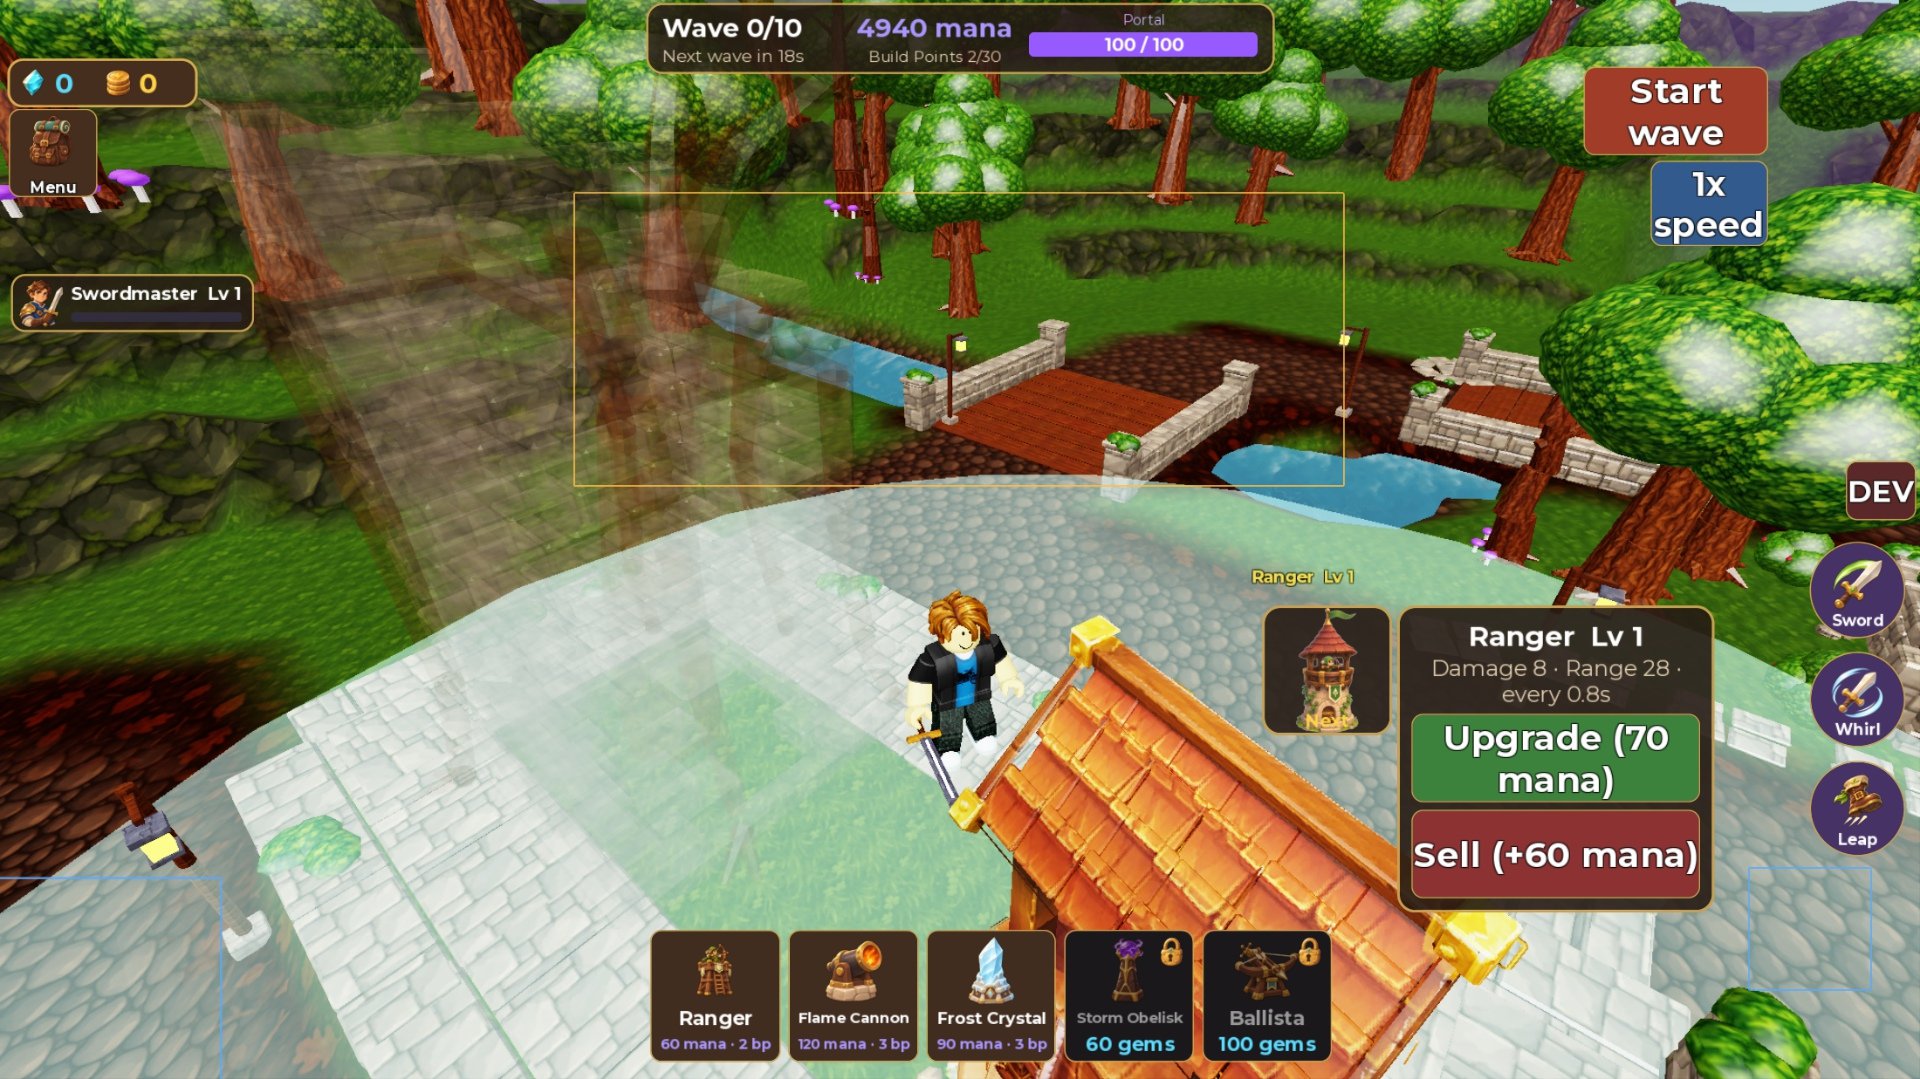 Wave 0/10
4940 mana
Portal
100 / 100
Next wave in 18s
Build Points 2/30
0
0
Menu
Start
wave
1x
speed
Swordmaster Lv 1
DEV
Sword
Whirl
Leap
Ranger Lv 1
Next
Ranger Lv 1
Damage 8 · Range 28 ·
every 0.8s
Upgrade (70
mana)
Sell (+60 mana)
Ranger
60 mana · 2 bp
Flame Cannon
120 mana · 3 bp
Frost Crystal
90 mana · 3 bp
Storm Obelisk
60 gems
Ballista
100 gems